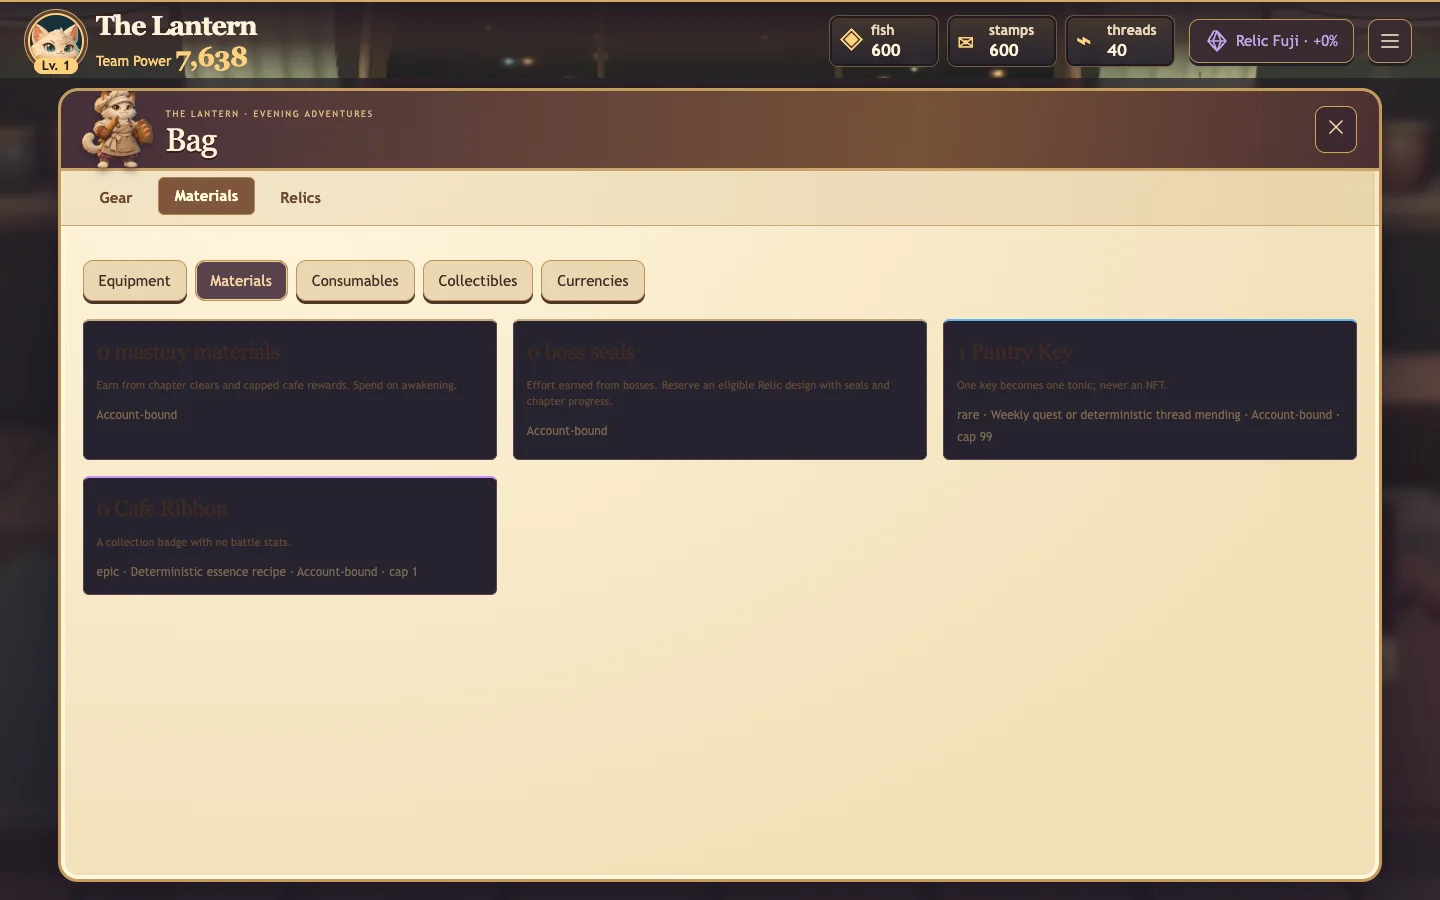 The Lantern
Lv. 1
Team Power 7,638
fish
600
stamps
600
threads
40
Relic Fuji · +0%
THE LANTERN · EVENING ADVENTURES
Bag
Gear
Materials
Relics
Equipment
Materials
Consumables
Collectibles
Currencies
0 mastery materials
Earn from chapter clears and capped cafe rewards. Spend on awakening.
Account-bound
0 boss seals
Effort earned from bosses. Reserve an eligible Relic design with seals and
chapter progress.
Account-bound
1 Pantry Key
One key becomes one tonic; never an NFT.
rare · Weekly quest or deterministic thread mending · Account-bound ·
cap 99
0 Cafe Ribbon
A collection badge with no battle stats.
epic · Deterministic essence recipe · Account-bound · cap 1